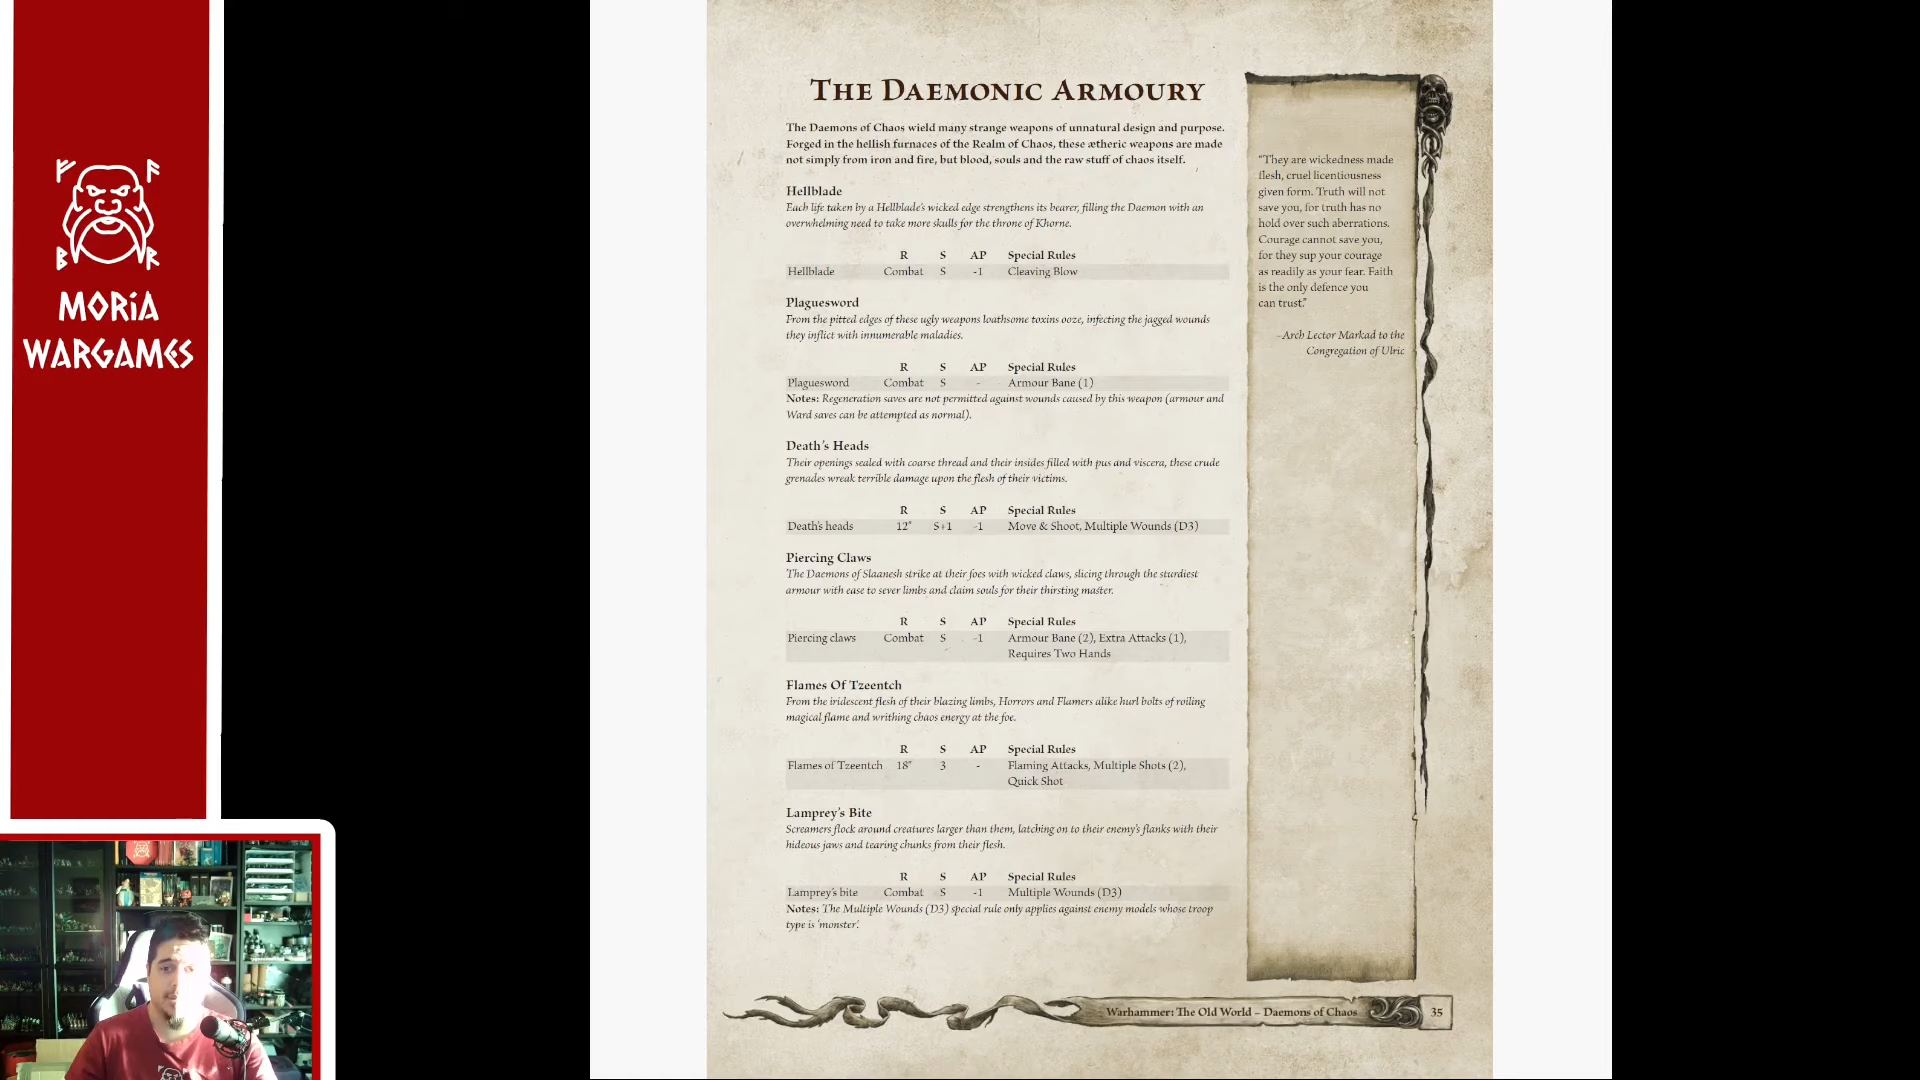 MORIA
WARGAMES
The Daemonic Armoury
The Daemons of Chaos wield many strange weapons of unnatural design and purpose.
Forged in the hellish furnaces of the Realm of Chaos, these ætheric weapons are made
not simply from iron and fire, but blood, souls and the raw stuff of chaos itself.
Hellblade
Each life taken by a Hellblade's wicked edge strengthens its bearer, filling the Daemon with an
overwhelming need to take more skulls for the throne of Khorne.
R S AP Special Rules
Hellblade Combat S -1 Cleaving Blow
Plaguesword
From the pitted edges of these ugly weapons loathsome toxins ooze, infecting the jagged wounds
they inflict with innumerable maladies.
R S AP Special Rules
Plaguesword Combat S - Armour Bane (1)
Notes: Regeneration saves are not permitted against wounds caused by this weapon (armour and
Ward saves can be attempted as normal).
Death's Heads
Their openings sealed with coarse thread and their insides filled with pus and viscera, these crude
grenades wreak terrible damage upon the flesh of their victims.
R S AP Special Rules
Death's heads 12" S+1 -1 Move & Shoot, Multiple Wounds (D3)
Piercing Claws
The Daemons of Slaanesh strike at their foes with wicked claws, slicing through the sturdiest
armour with ease to sever limbs and claim souls for their thirsting master.
R S AP Special Rules
Piercing claws Combat S -1 Armour Bane (2), Extra Attacks (1),
Requires Two Hands
Flames Of Tzeentch
From the iridescent flesh of their blazing limbs, Horrors and Flamers alike hurl bolts of roiling
magical flame and writhing chaos energy at the foe.
R S AP Special Rules
Flames of Tzeentch 18" 3 - Flaming Attacks, Multiple Shots (2),
Quick Shot
Lamprey's Bite
Screamers flock around creatures larger than them, latching on to their enemy's flanks with their
hideous jaws and tearing chunks from their flesh.
R S AP Special Rules
Lamprey's bite Combat S -1 Multiple Wounds (D3)
Notes: The Multiple Wounds (D3) special rule only applies against enemy models whose troop
type is 'monster'.
"They are wickedness made
flesh, cruel licentiousness
given form. Truth will not
save you, for truth has no
hold over such aberrations.
Courage cannot save you,
for they sup your courage
as readily as your fear. Faith
is the only defence you
can trust."
–Arch Lector Markad to the
Congregation of Ulric
Warhammer: The Old World – Daemons of Chaos 35